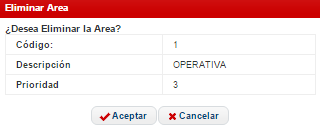 Eliminar Area
¿Desea Eliminar la Area?
Código: 1
Descripción OPERATIVA
Prioridad 3
Aceptar Cancelar